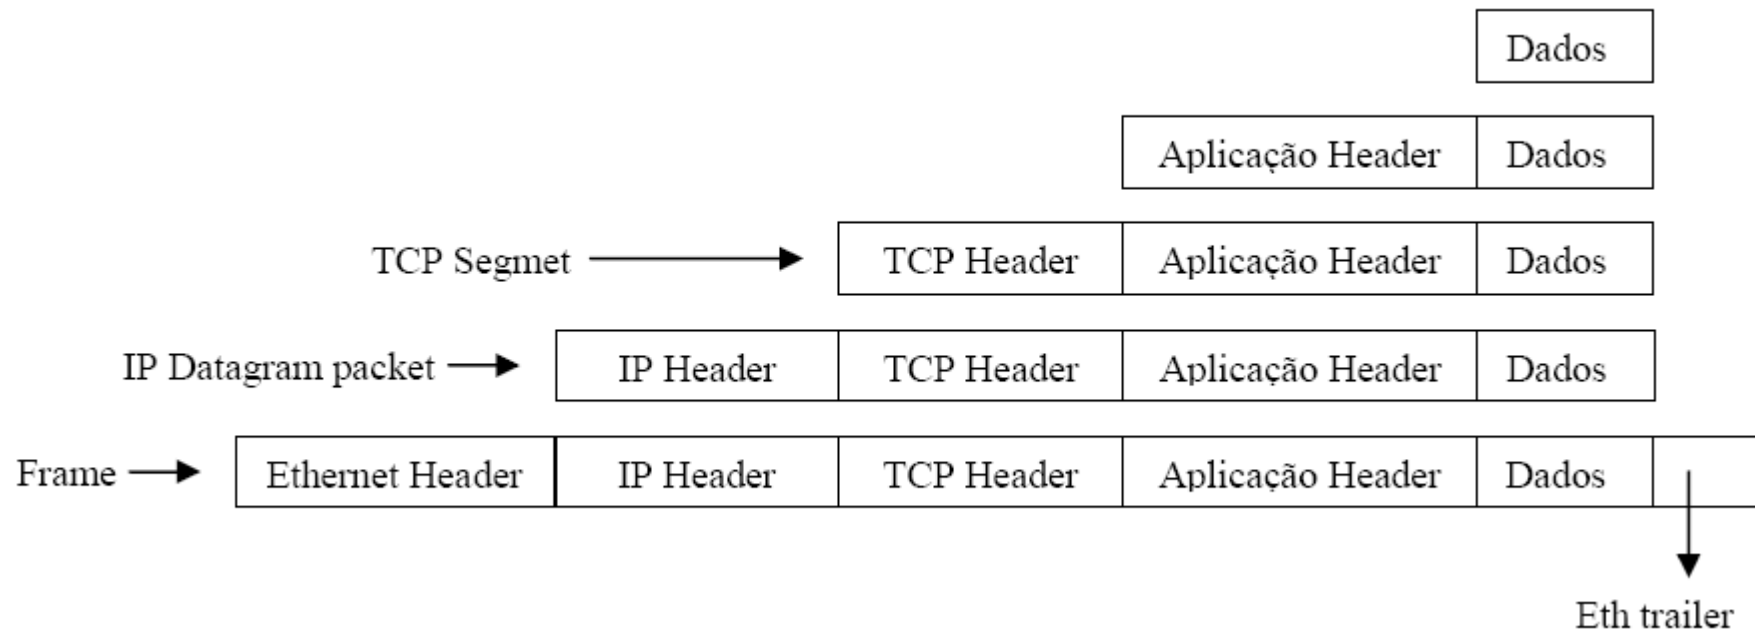 Dados
Aplicação Header Dados
TCP Segmet TCP Header Aplicação Header Dados
IP Datagram packet IP Header TCP Header Aplicação Header Dados
Frame Ethernet Header IP Header TCP Header Aplicação Header Dados
Eth trailer